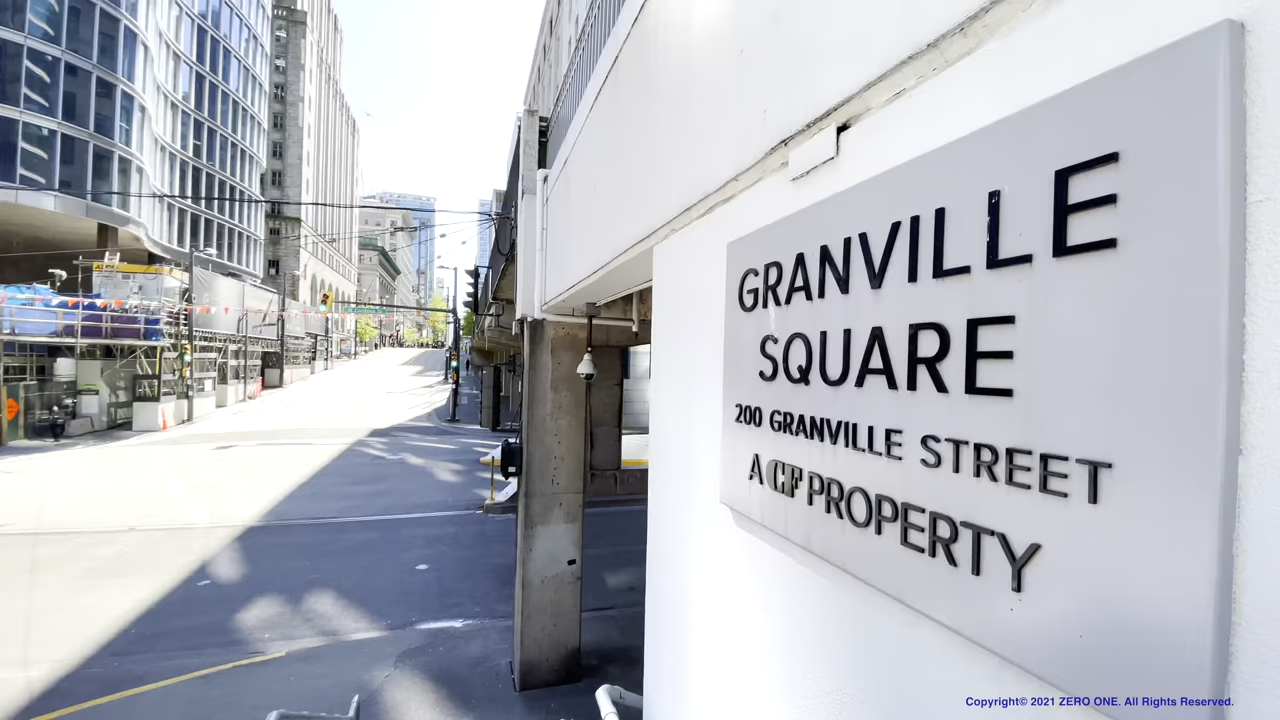 GRANVILLE
SQUARE
200 GRANVILLE STREET
A CF PROPERTY
Copyright© 2021 ZERO ONE. All Rights Reserved.